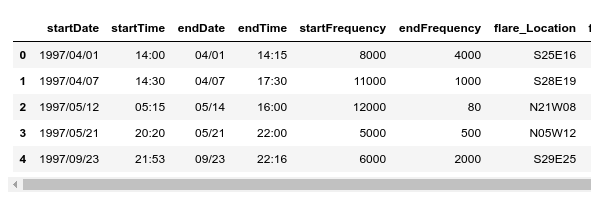 startDate startTime endDate endTime startFrequency endFrequency flare_Location
0 1997/04/01 14:00 04/01 14:15 8000 4000 S25E16
1 1997/04/07 14:30 04/07 17:30 11000 1000 S28E19
2 1997/05/12 05:15 05/14 16:00 12000 80 N21W08
3 1997/05/21 20:20 05/21 22:00 5000 500 N05W12
4 1997/09/23 21:53 09/23 22:16 6000 2000 S29E25